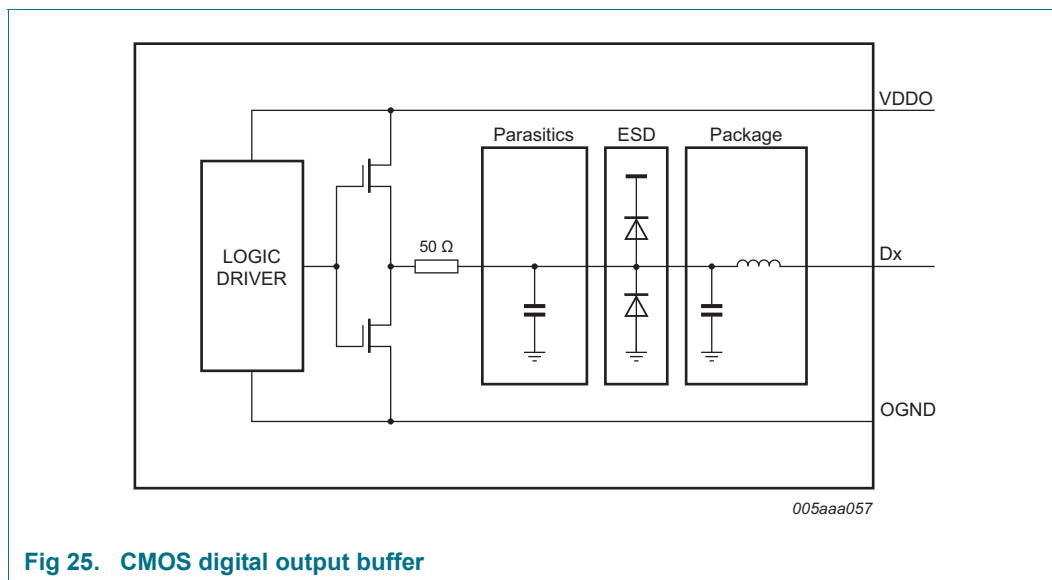 VDDO
Parasitics
ESD
Package
50 Ω
LOGIC
DRIVER
Dx
OGND
005aaa057
Fig 25. CMOS digital output buffer